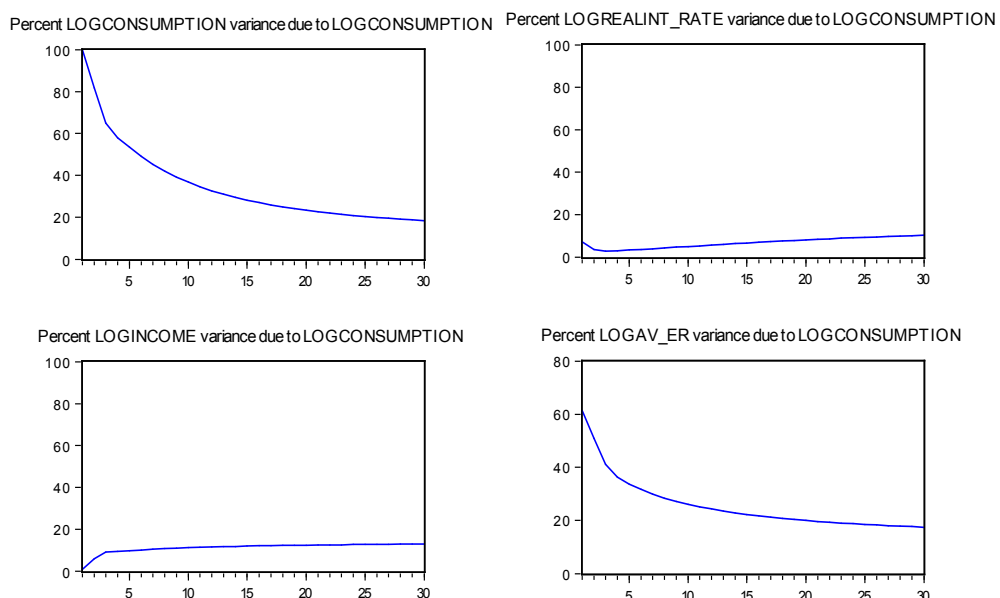 Percent LOGCONSUMPTION variance due to LOGCONSUMPTION
100
80
60
40
20
0
5 10 15 20 25 30
Percent LOGREALINT_RATE variance due to LOGCONSUMPTION
100
80
60
40
20
0
5 10 15 20 25 30
Percent LOGINCOME variance due to LOGCONSUMPTION
100
80
60
40
20
0
5 10 15 20 25 30
Percent LOGAV_ER variance due to LOGCONSUMPTION
80
60
40
20
0
5 10 15 20 25 30